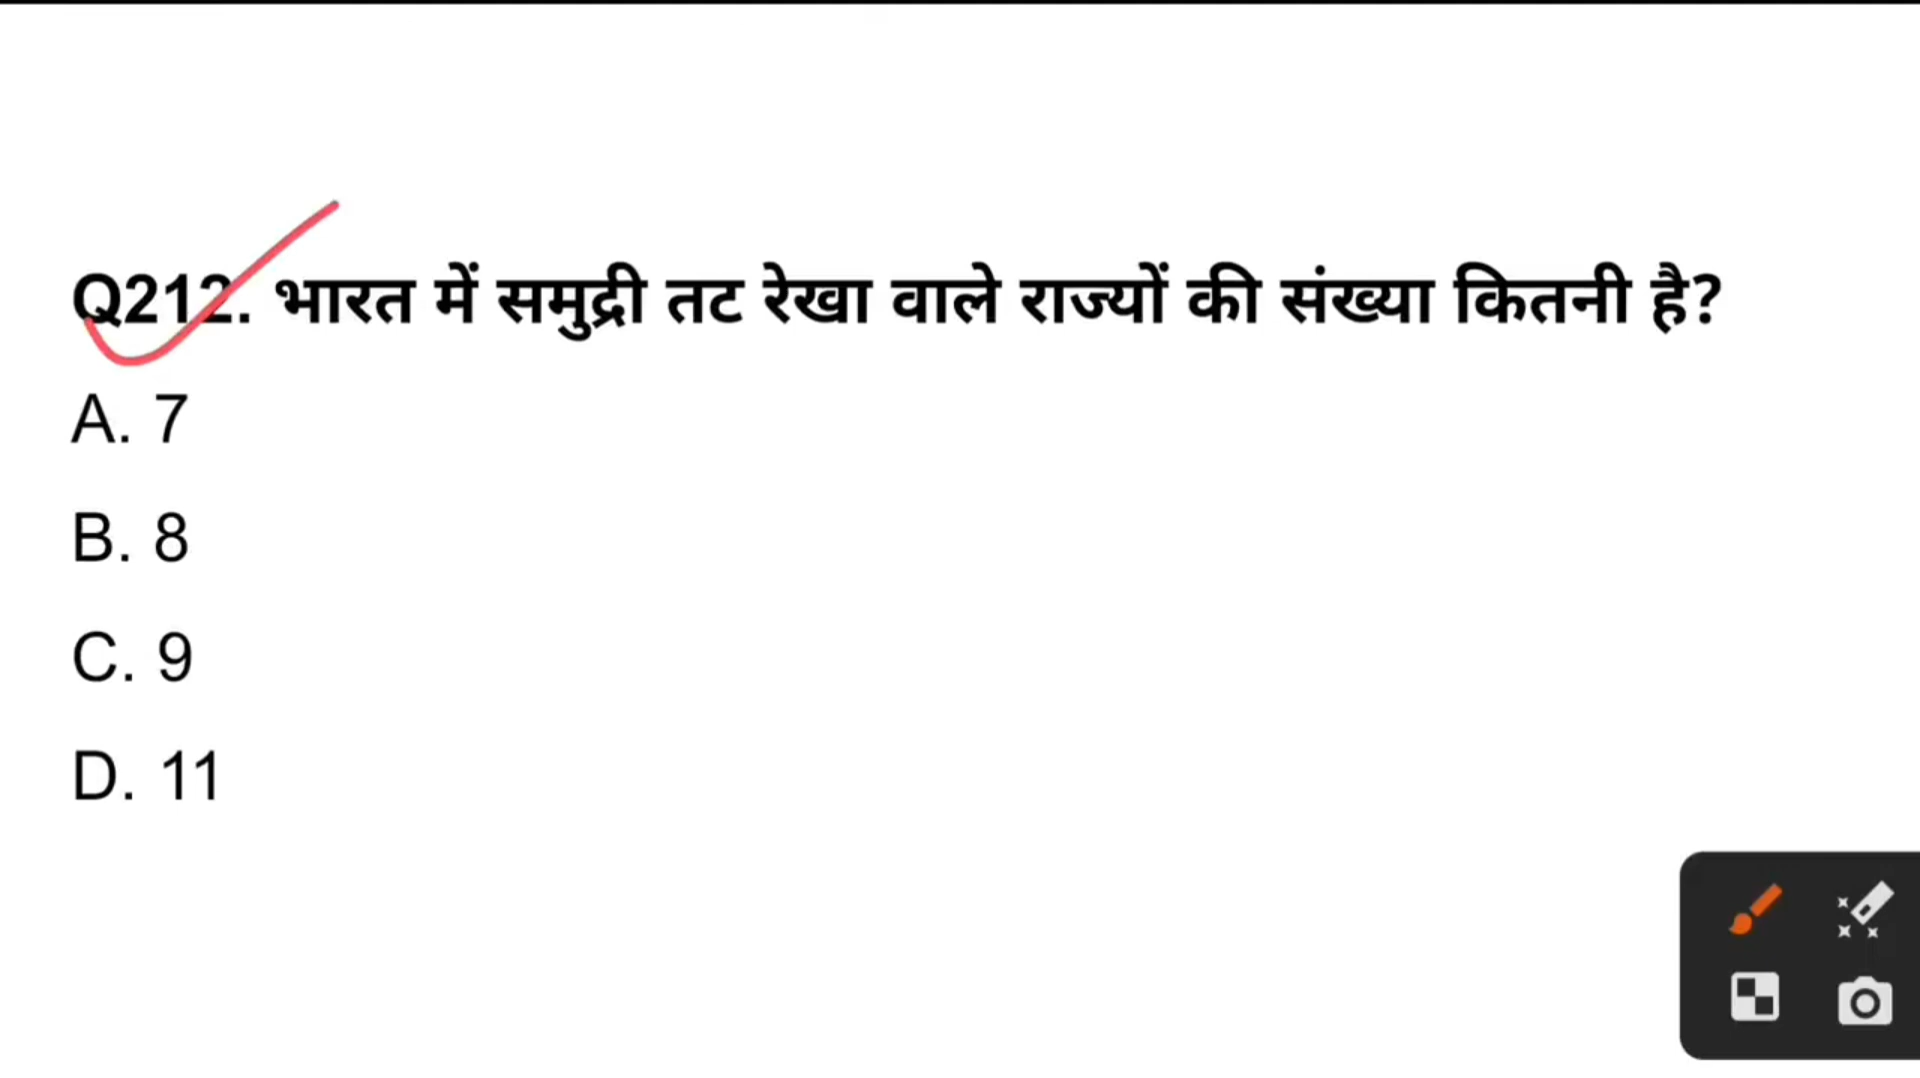 Q212. भारत में समुद्री तट रेखा वाले राज्यों की संख्या कितनी है?
A. 7
B. 8
C. 9
D. 11